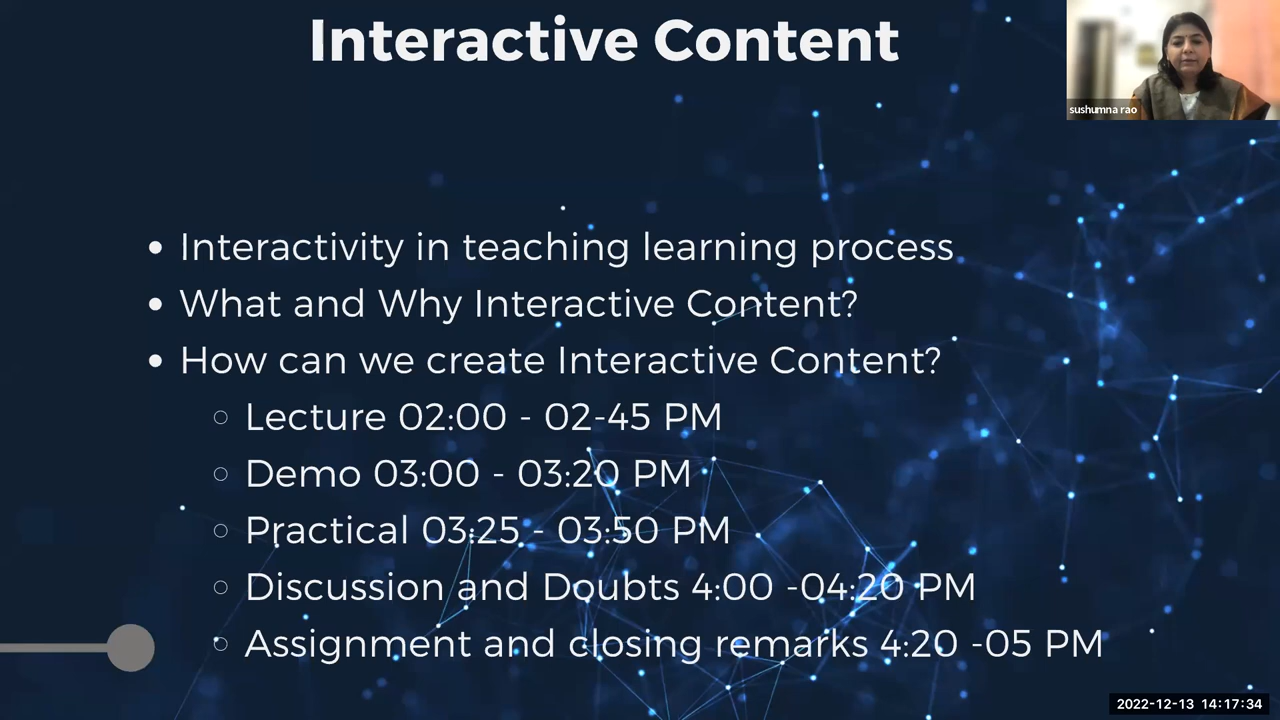 Interactive Content
sushumna rao
• Interactivity in teaching learning process
• What and Why Interactive Content?
• How can we create Interactive Content?
○ Lecture 02:00 - 02-45 PM
○ Demo 03:00 - 03:20 PM
○ Practical 03:25 - 03:50 PM
○ Discussion and Doubts 4:00 -04:20 PM
○ Assignment and closing remarks 4:20 -05 PM
2022-12-13 14:17:34